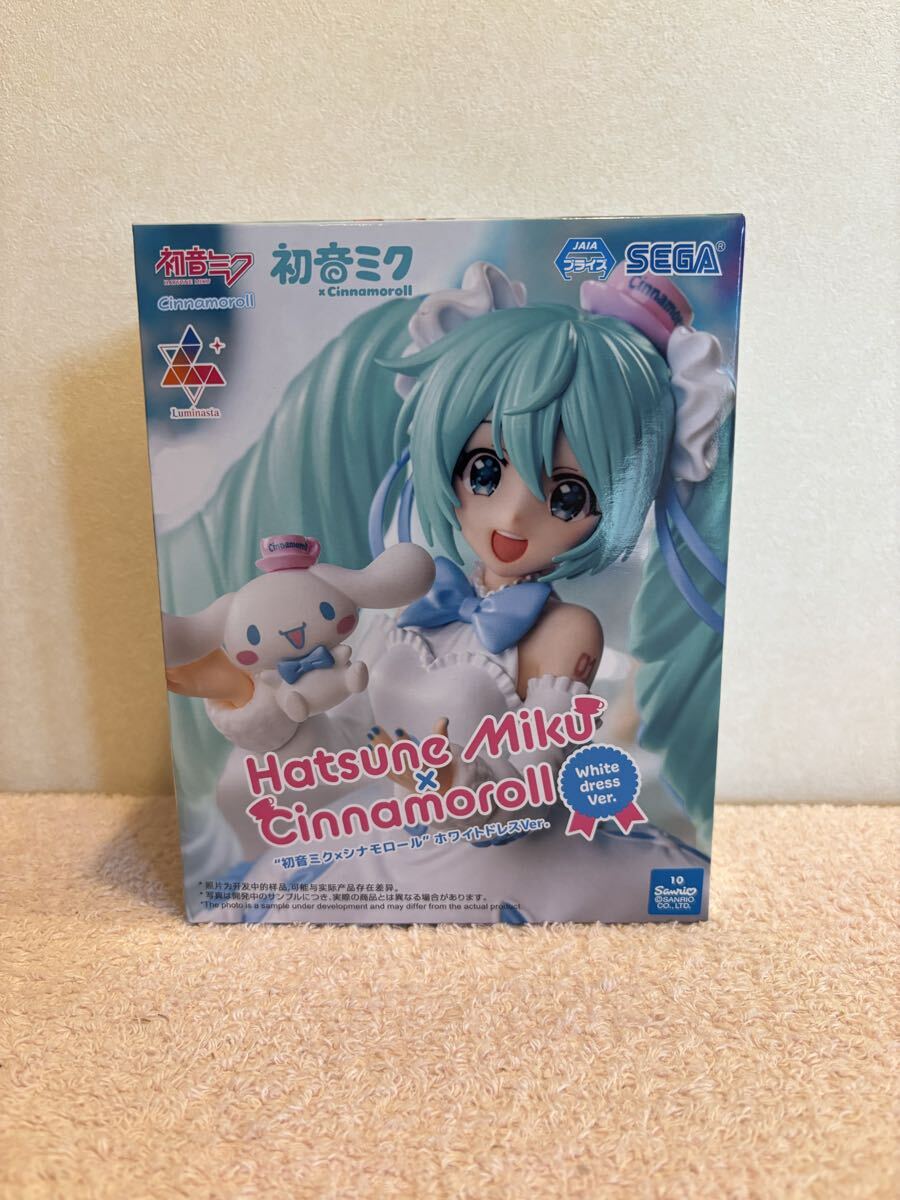 初音ミク
HATSUNE MIKU
Cinnamoroll
初音ミク
×Cinnamoroll
JAIA
プライズ
SEGA®
Luminasta
Cinnamoroll
Cinnamoroll
01
Hatsune Miku
×
Cinnamoroll
White
dress
Ver.
“初音ミク×シナモロール” ホワイトドレスVer.
*照片为开发中的样品,可能与实际产品存在差异。
*写真は開発中のサンプルにつき、実際の商品とは異なる場合があります。
*The photo is a sample under development and may differ from the actual product.
10
Sanrio
©SANRIO
CO., LTD.